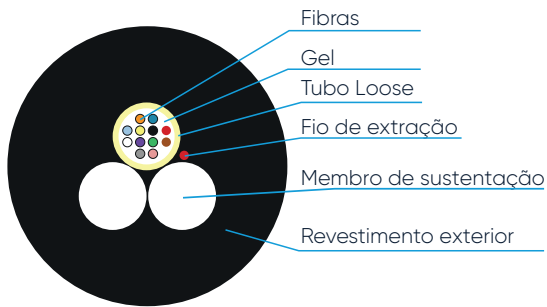 Fibras
Gel
Tubo Loose
Fio de extração
Membro de sustentação
Revestimento exterior